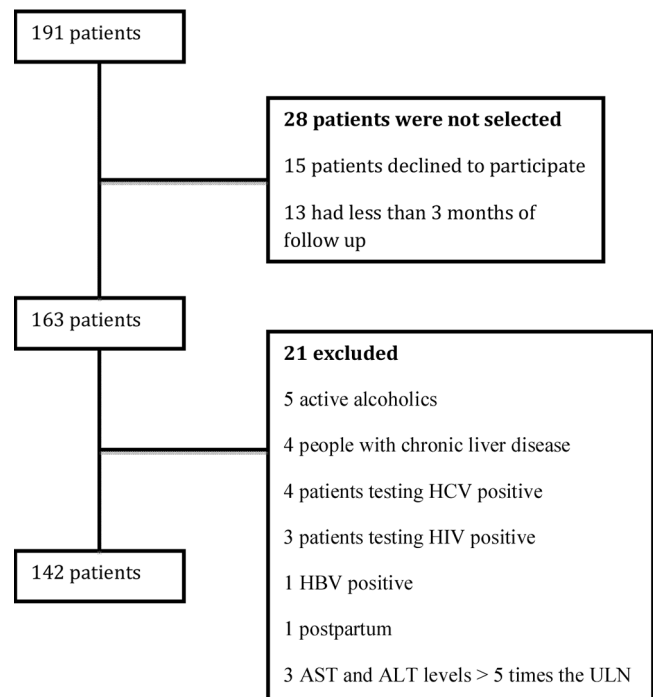 191 patients
28 patients were not selected
15 patients declined to participate
13 had less than 3 months of
follow up
163 patients
21 excluded
5 active alcoholics
4 people with chronic liver disease
4 patients testing HCV positive
3 patients testing HIV positive
1 HBV positive
1 postpartum
3 AST and ALT levels > 5 times the ULN
142 patients